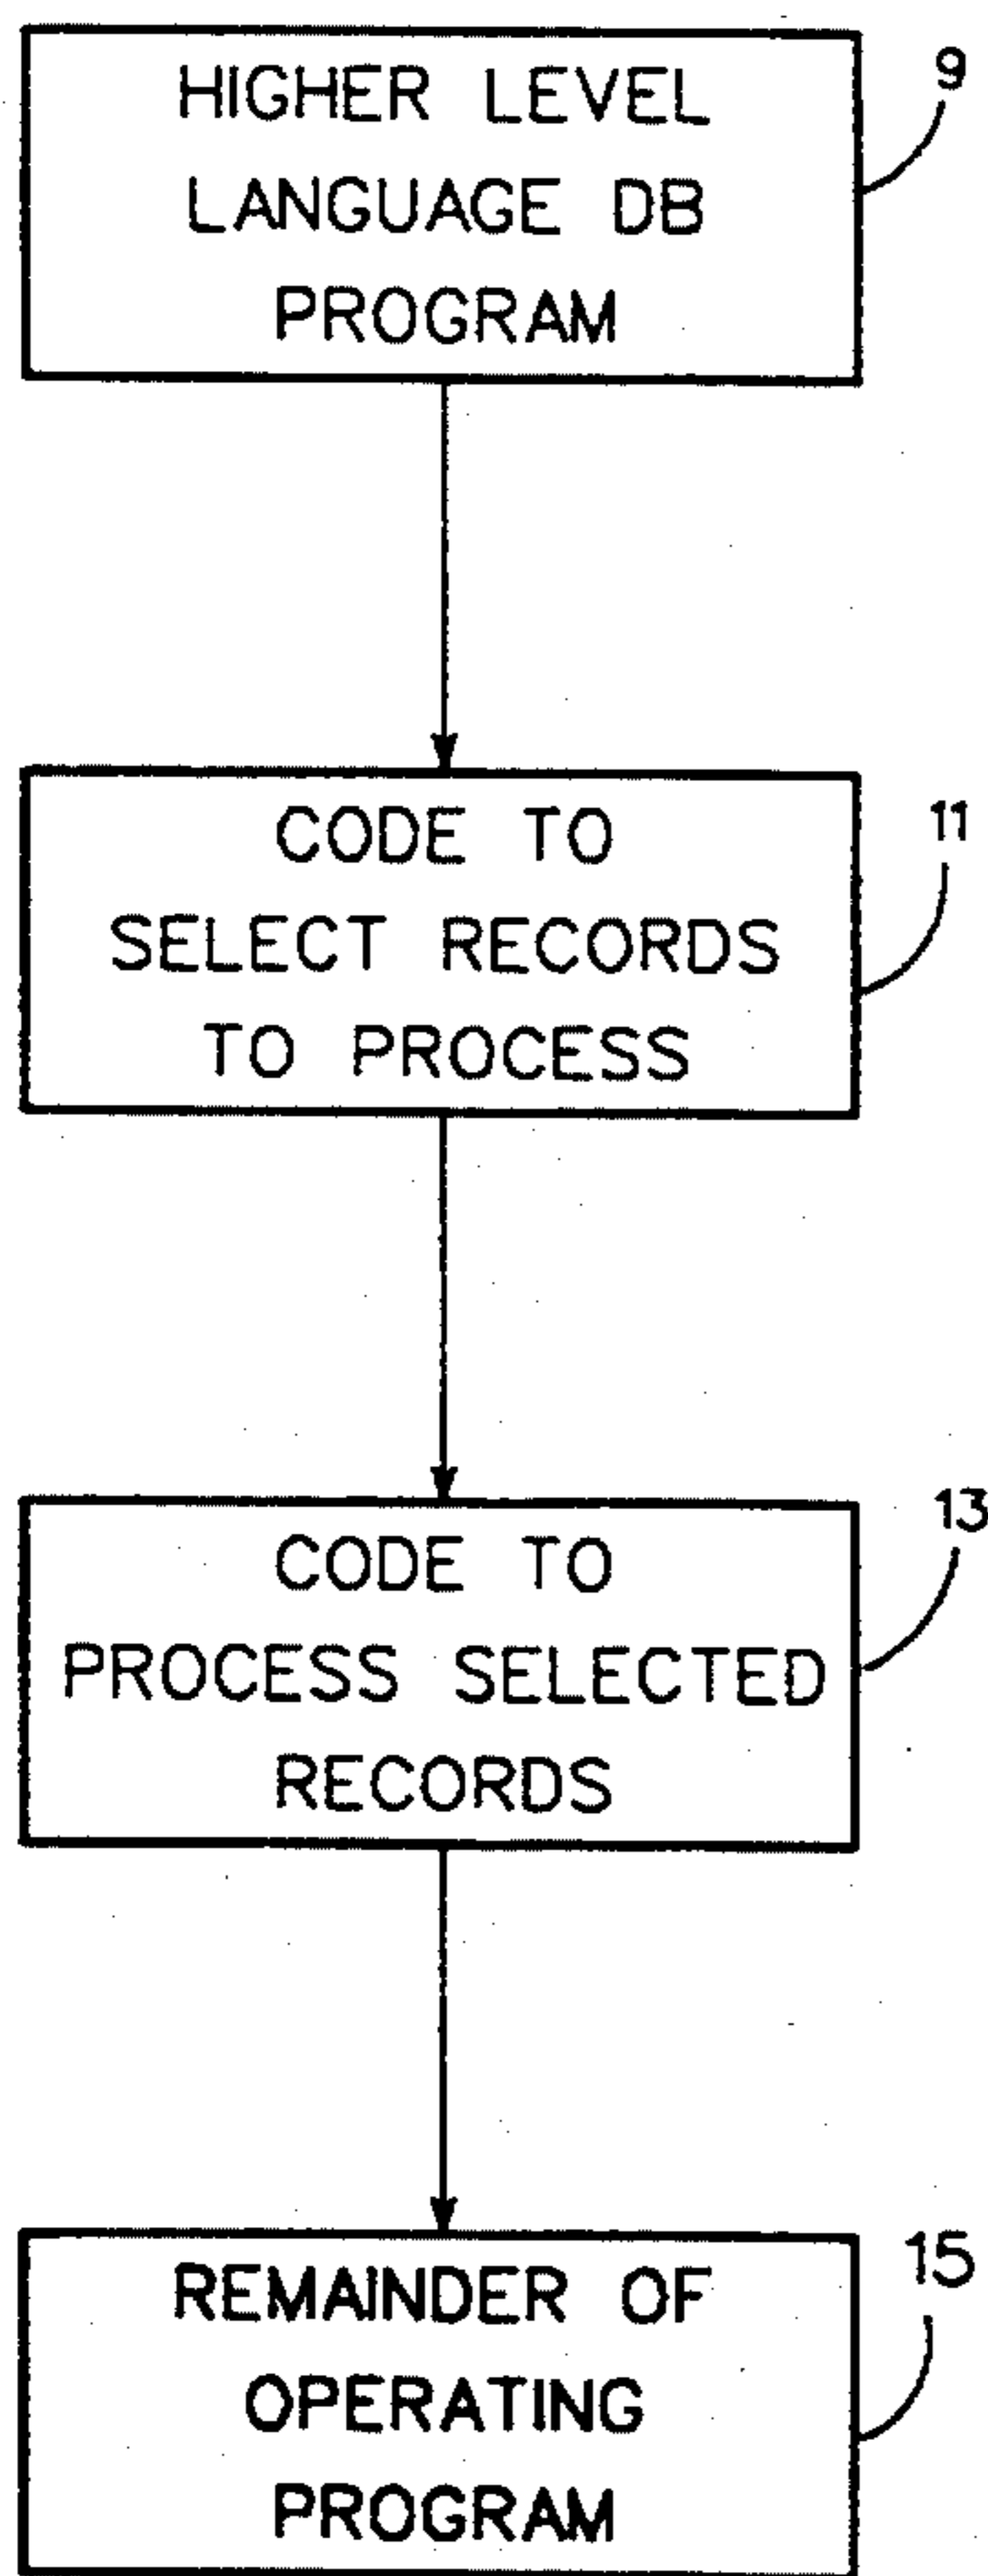 HIGHER LEVEL
LANGUAGE DB
PROGRAM
9
CODE TO
SELECT RECORDS
TO PROCESS
11
CODE TO
PROCESS SELECTED
RECORDS
13
REMAINDER OF
OPERATING
PROGRAM
15